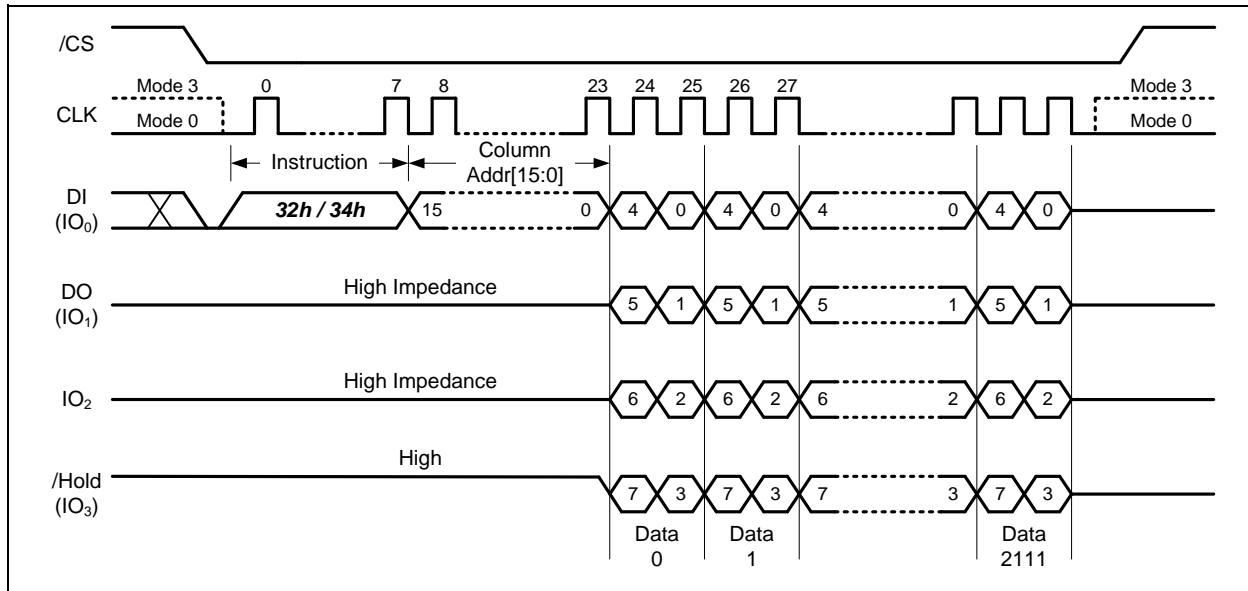 /CS
Mode 3 0 7 8 23 24 25 26 27 Mode 3
CLK
Mode 0 Mode 0
Instruction Column
Addr[15:0]
DI
(IO0) 32h / 34h 15 0 4 0 4 0 4 0 4 0
DO
(IO1) High Impedance 5 1 5 1 5 1 5 1
IO2 High Impedance 6 2 6 2 6 2 6 2
/Hold
(IO3) High 7 3 7 3 7 3 7 3
Data Data Data
0 1 2111